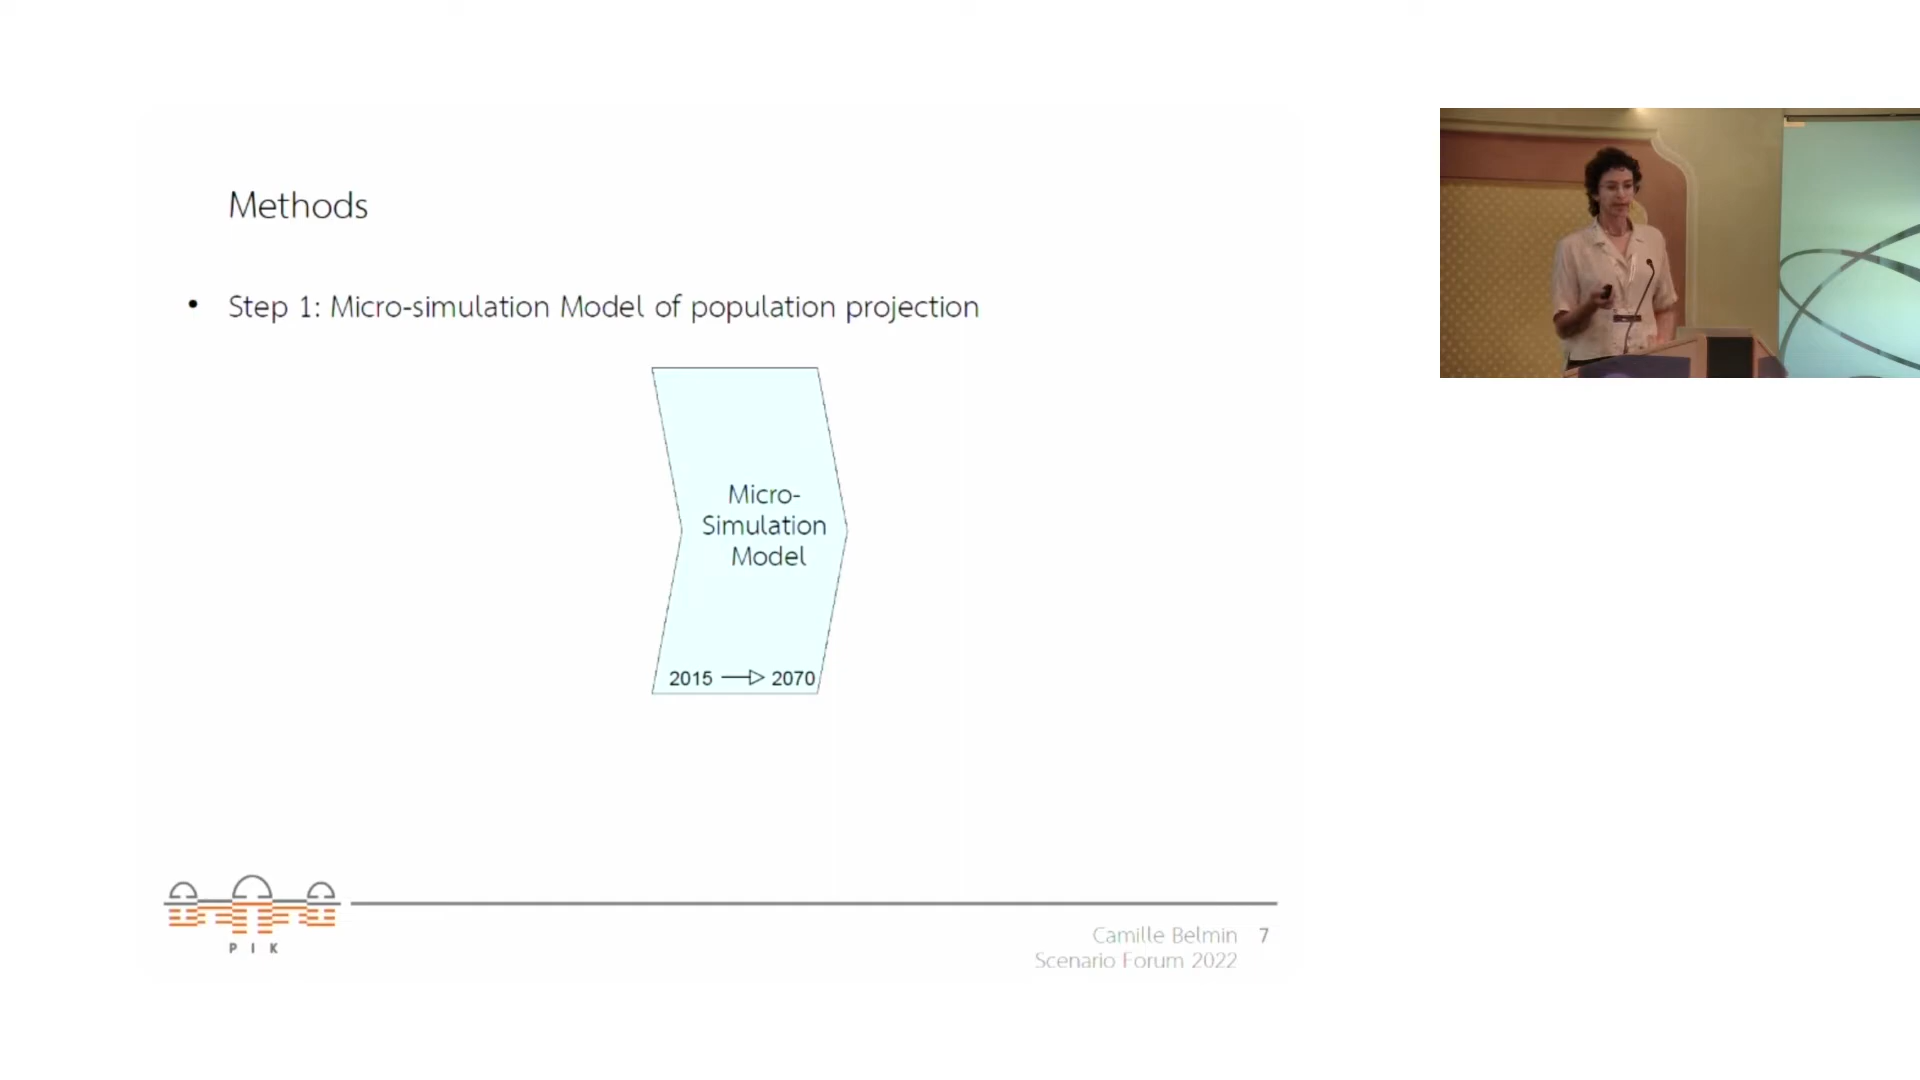 Methods
• Step 1: Micro-simulation Model of population projection
Micro-
Simulation
Model
2015 2070
PIK
Camille Belmin 7
Scenario Forum 2022